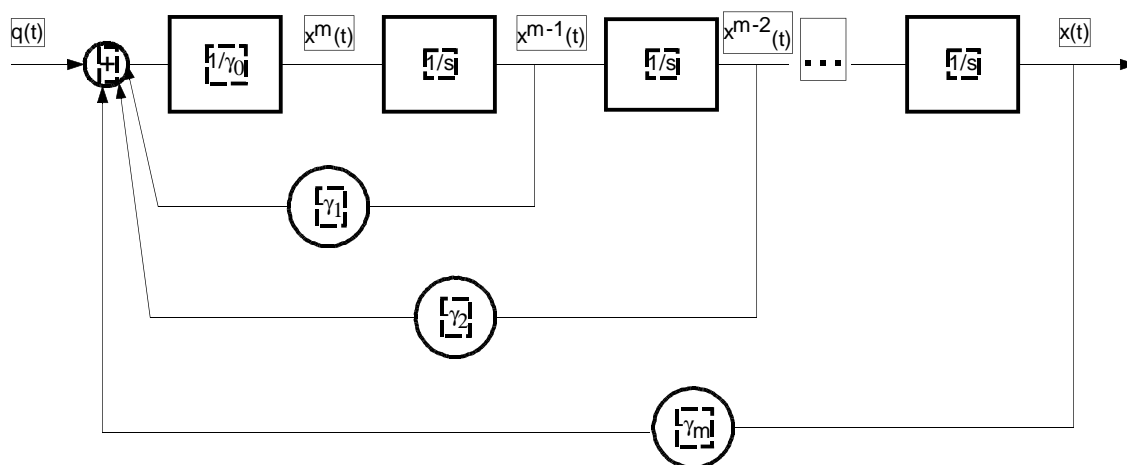 q(t)
+
1/γ0
x^m(t)
1/s
x^m-1(t)
1/s
x^m-2(t)
...
1/s
x(t)
γ1
γ2
γm